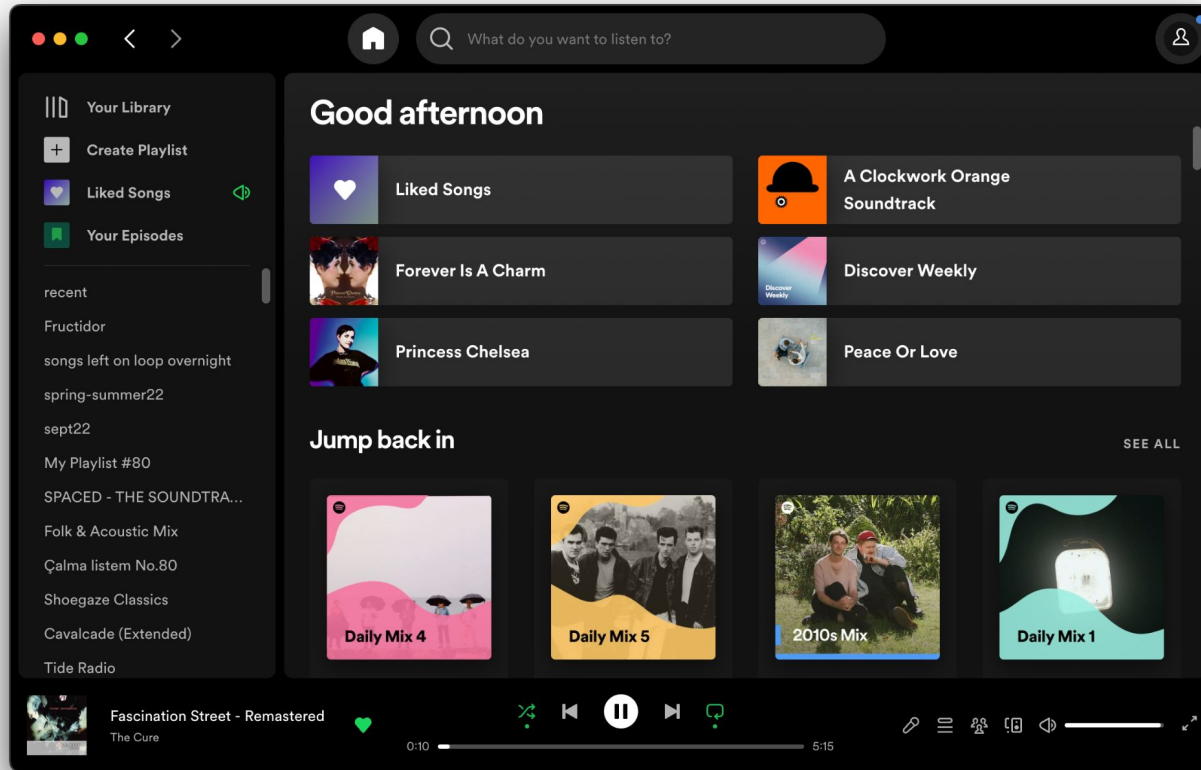 What do you want to listen to?
Your Library
Create Playlist
Liked Songs
Your Episodes
recent
Fructidor
songs left on loop overnight
spring-summer22
sept22
My Playlist #80
SPACED - THE SOUNDTRA...
Folk & Acoustic Mix
Çalma listem No.80
Shoegaze Classics
Cavalcade (Extended)
Tide Radio
Good afternoon
Liked Songs
A Clockwork Orange
Soundtrack
Forever Is A Charm
Discover
Weekly
Discover Weekly
Princess Chelsea
Peace Or Love
Jump back in
SEE ALL
Daily Mix 4
Daily Mix 5
2010s Mix
Daily Mix 1
Fascination Street - Remastered
The Cure
0:10
5:15